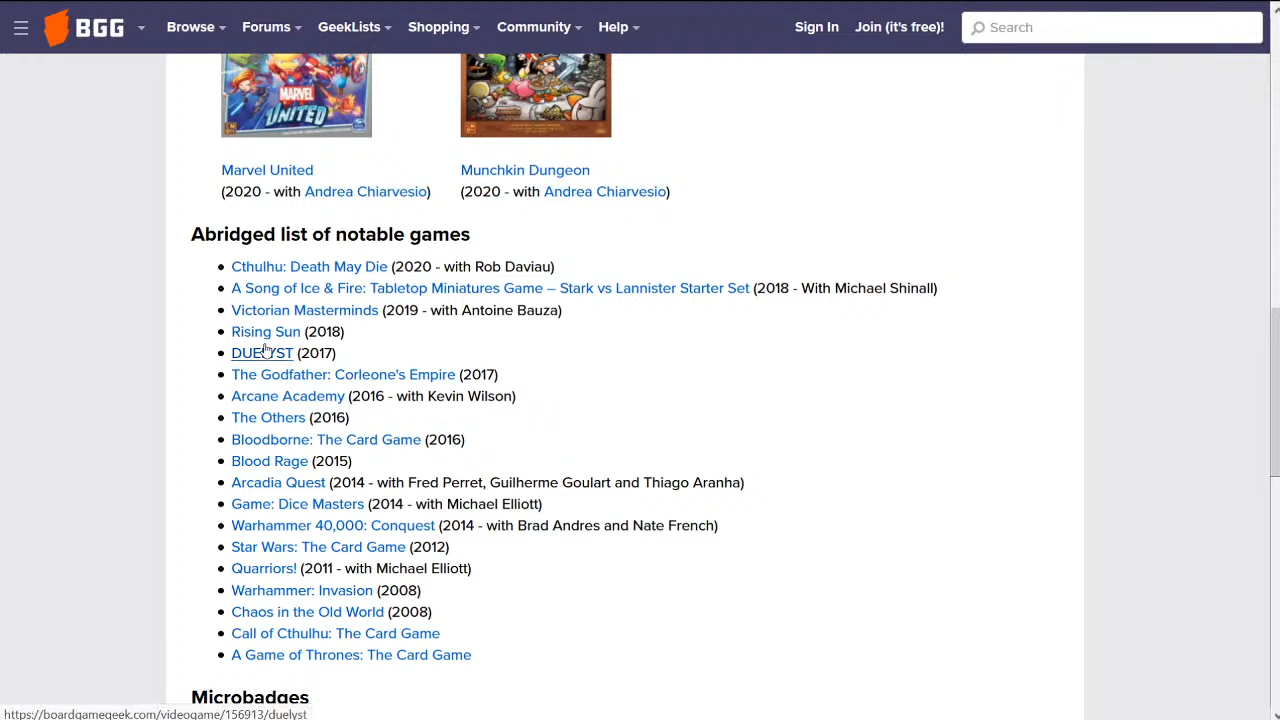 BGG Browse Forums GeekLists Shopping Community Help Sign In Join (it's free!) Search
MARVEL
UNITED
Marvel United
(2020 - with Andrea Chiarvesio)
Munchkin Dungeon
(2020 - with Andrea Chiarvesio)
Abridged list of notable games
Cthulhu: Death May Die (2020 - with Rob Daviau)
A Song of Ice & Fire: Tabletop Miniatures Game – Stark vs Lannister Starter Set (2018 - With Michael Shinall)
Victorian Masterminds (2019 - with Antoine Bauza)
Rising Sun (2018)
DUELYST (2017)
The Godfather: Corleone's Empire (2017)
Arcane Academy (2016 - with Kevin Wilson)
The Others (2016)
Bloodborne: The Card Game (2016)
Blood Rage (2015)
Arcadia Quest (2014 - with Fred Perret, Guilherme Goulart and Thiago Aranha)
Game: Dice Masters (2014 - with Michael Elliott)
Warhammer 40,000: Conquest (2014 - with Brad Andres and Nate French)
Star Wars: The Card Game (2012)
Quarriors! (2011 - with Michael Elliott)
Warhammer: Invasion (2008)
Chaos in the Old World (2008)
Call of Cthulhu: The Card Game
A Game of Thrones: The Card Game
Microbadges
https://boardgamegeek.com/videogame/156913/duelyst